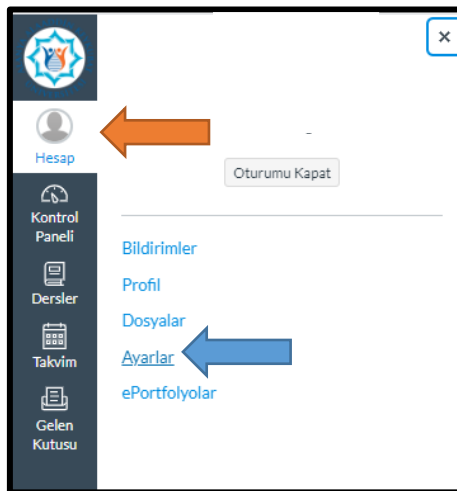 Hesap
Kontrol
Paneli
Dersler
Takvim
Gelen
Kutusu
Oturumu Kapat
Bildirimler
Profil
Dosyalar
Ayarlar
ePortfolyolar